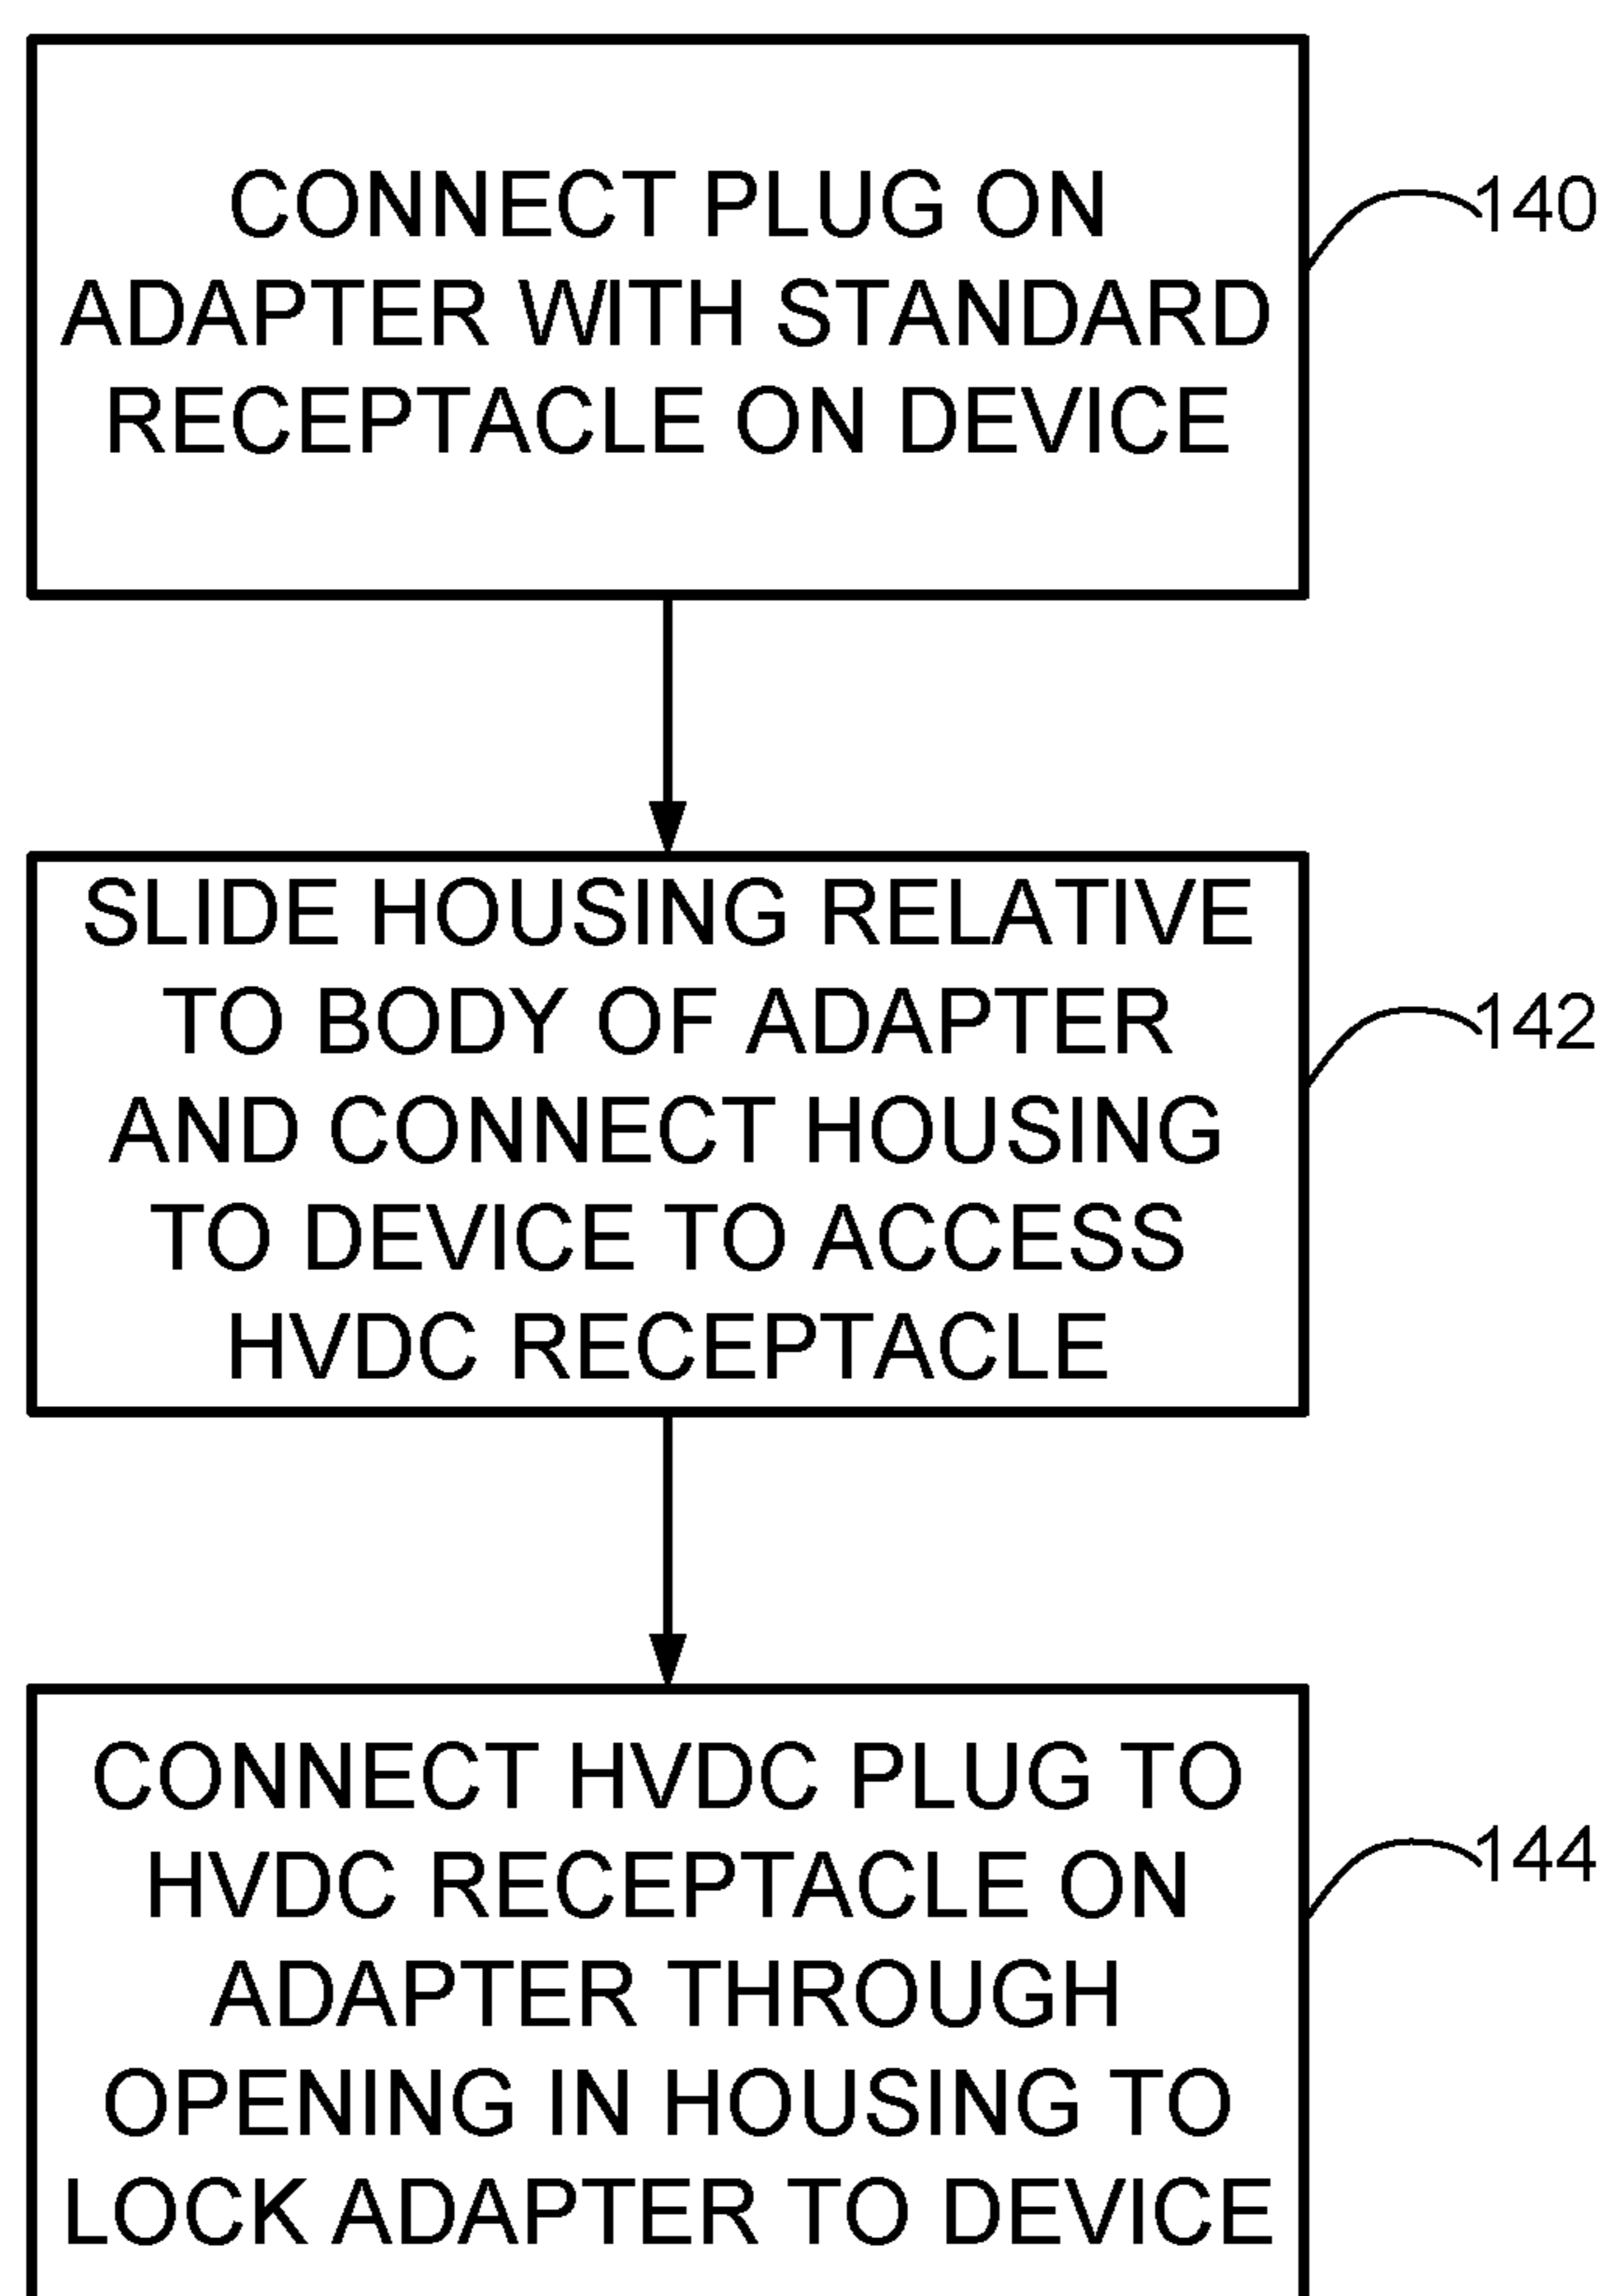 CONNECT PLUG ON
ADAPTER WITH STANDARD
RECEPTACLE ON DEVICE
140
SLIDE HOUSING RELATIVE
TO BODY OF ADAPTER
AND CONNECT HOUSING
TO DEVICE TO ACCESS
HVDC RECEPTACLE
142
CONNECT HVDC PLUG TO
HVDC RECEPTACLE ON
ADAPTER THROUGH
OPENING IN HOUSING TO
LOCK ADAPTER TO DEVICE
144